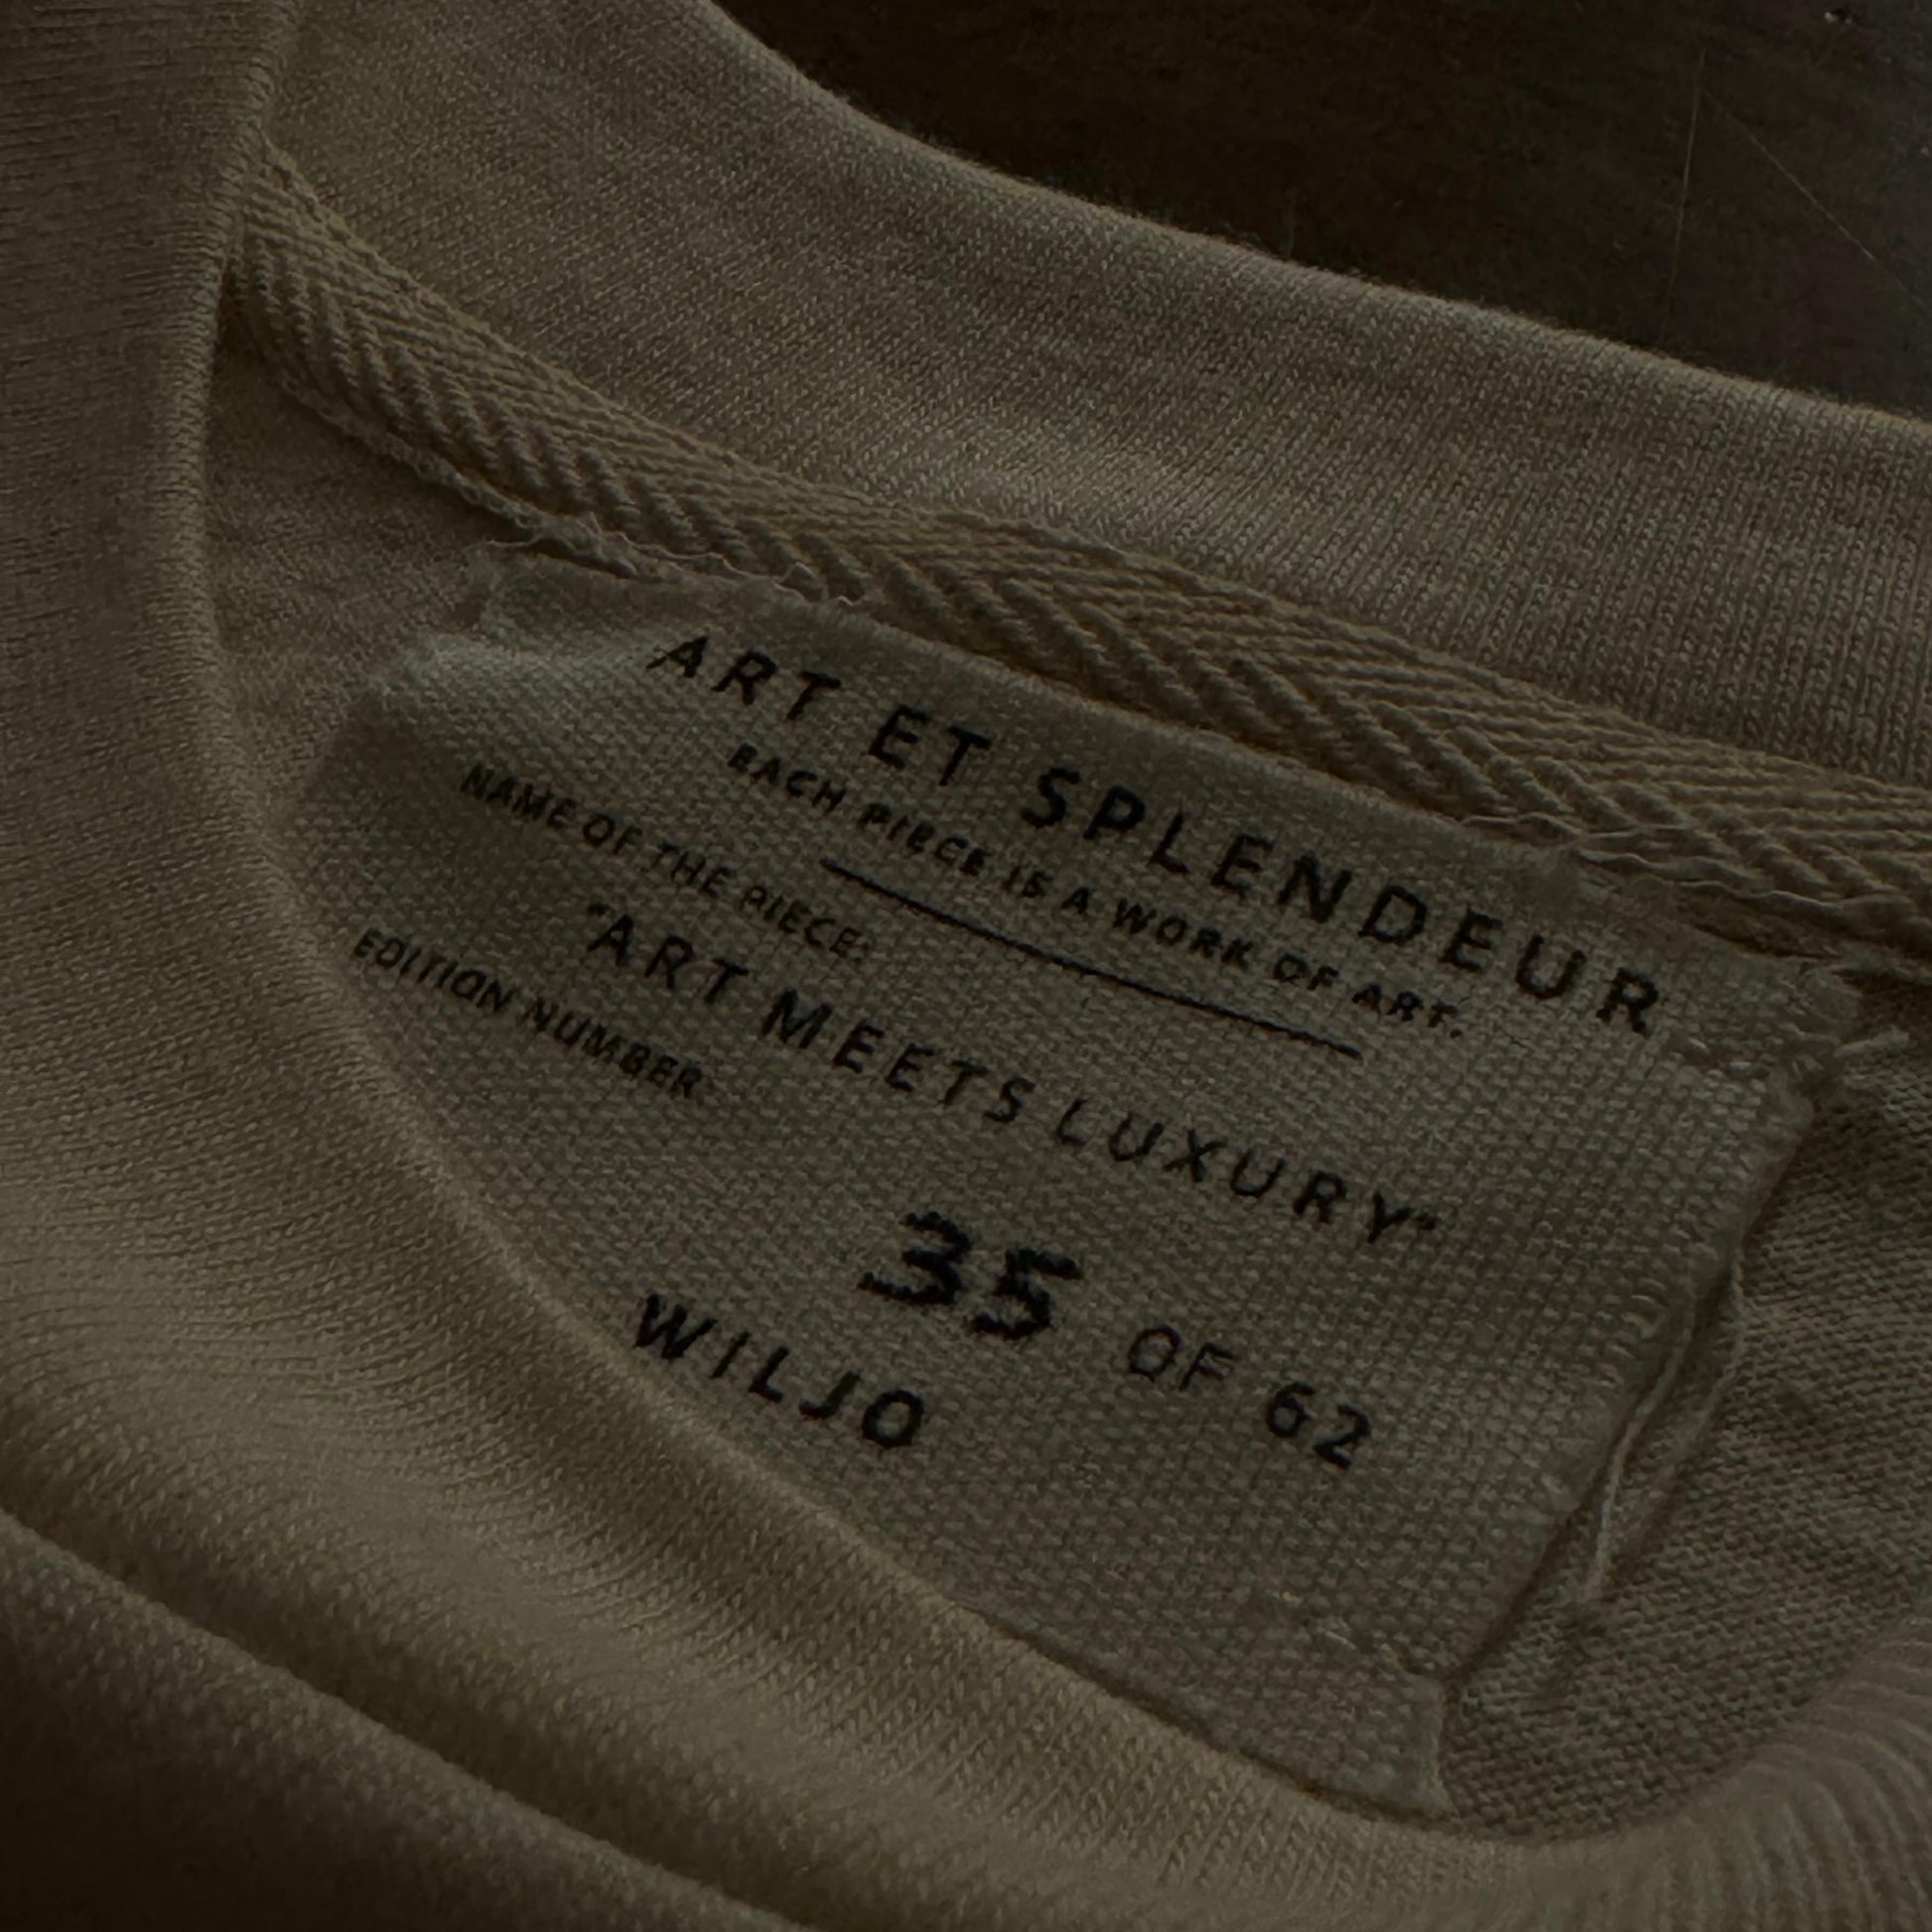 ART ET SPLENDEUR
EACH PIECE IS A WORK OF ART.
NAME OF THE PIECE:
"ART MEETS LUXURY"
EDITION NUMBER
35 OF 62
WILJO